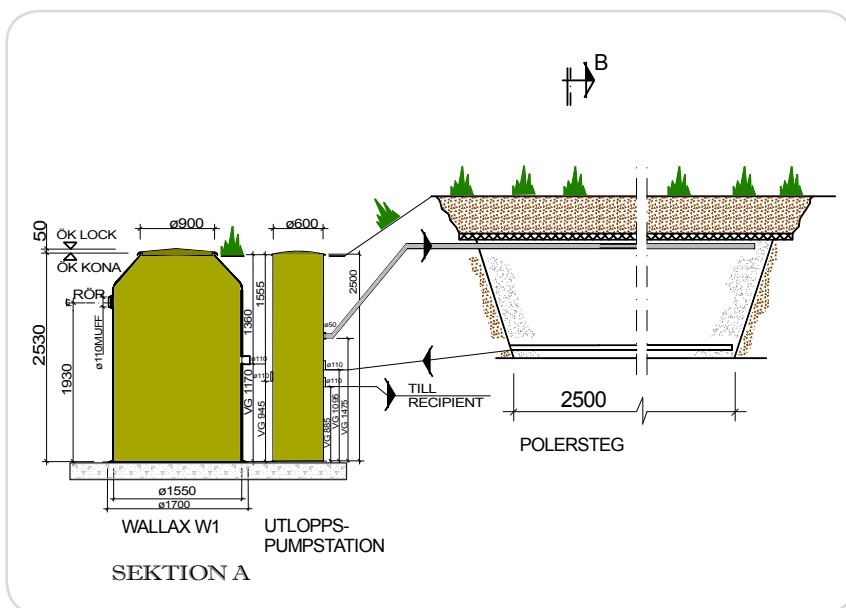 B
ø900
ø600
50
ÖK LOCK
ÖK KONA
RÖR
ø110MUFF
2530
1930
1360
1555
2500
ø50
ø110
ø110
ø110
ø110
VG 1170
VG 945
VG 885
VG 1095
VG 1475
TILL
RECIPIENT
2500
POLERSTEG
ø1550
ø1700
WALLAX W1
UTLOPPS-
PUMPSTATION
SEKTION A